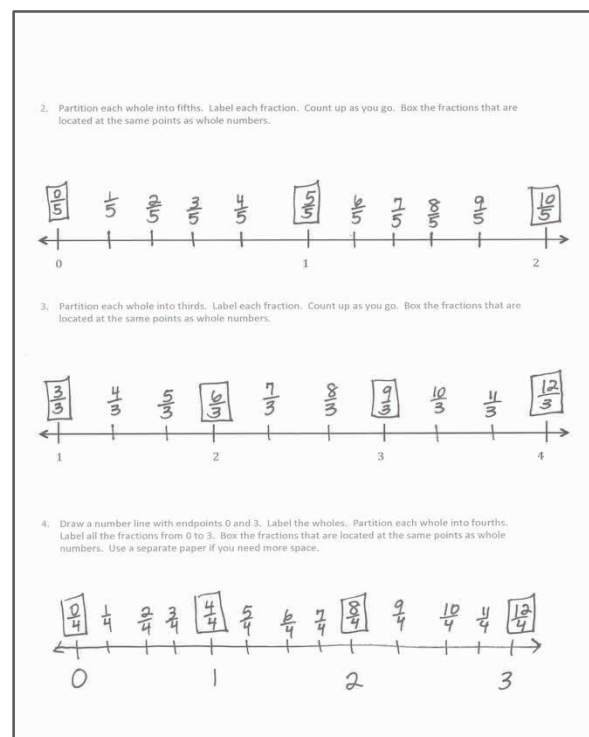 2. Partition each whole into fifths. Label each fraction. Count up as you go. Box the fractions that are
located at the same points as whole numbers.
0/5 1/5 2/5 3/5 4/5 5/5 6/5 7/5 8/5 9/5 10/5
0 1 2
3. Partition each whole into thirds. Label each fraction. Count up as you go. Box the fractions that are
located at the same points as whole numbers.
3/3 4/3 5/3 6/3 7/3 8/3 9/3 10/3 11/3 12/3
1 2 3 4
4. Draw a number line with endpoints 0 and 3. Label the wholes. Partition each whole into fourths.
Label all the fractions from 0 to 3. Box the fractions that are located at the same points as whole
numbers. Use a separate paper if you need more space.
0/4 1/4 2/4 3/4 4/4 5/4 6/4 7/4 8/4 9/4 10/4 11/4 12/4
0 1 2 3